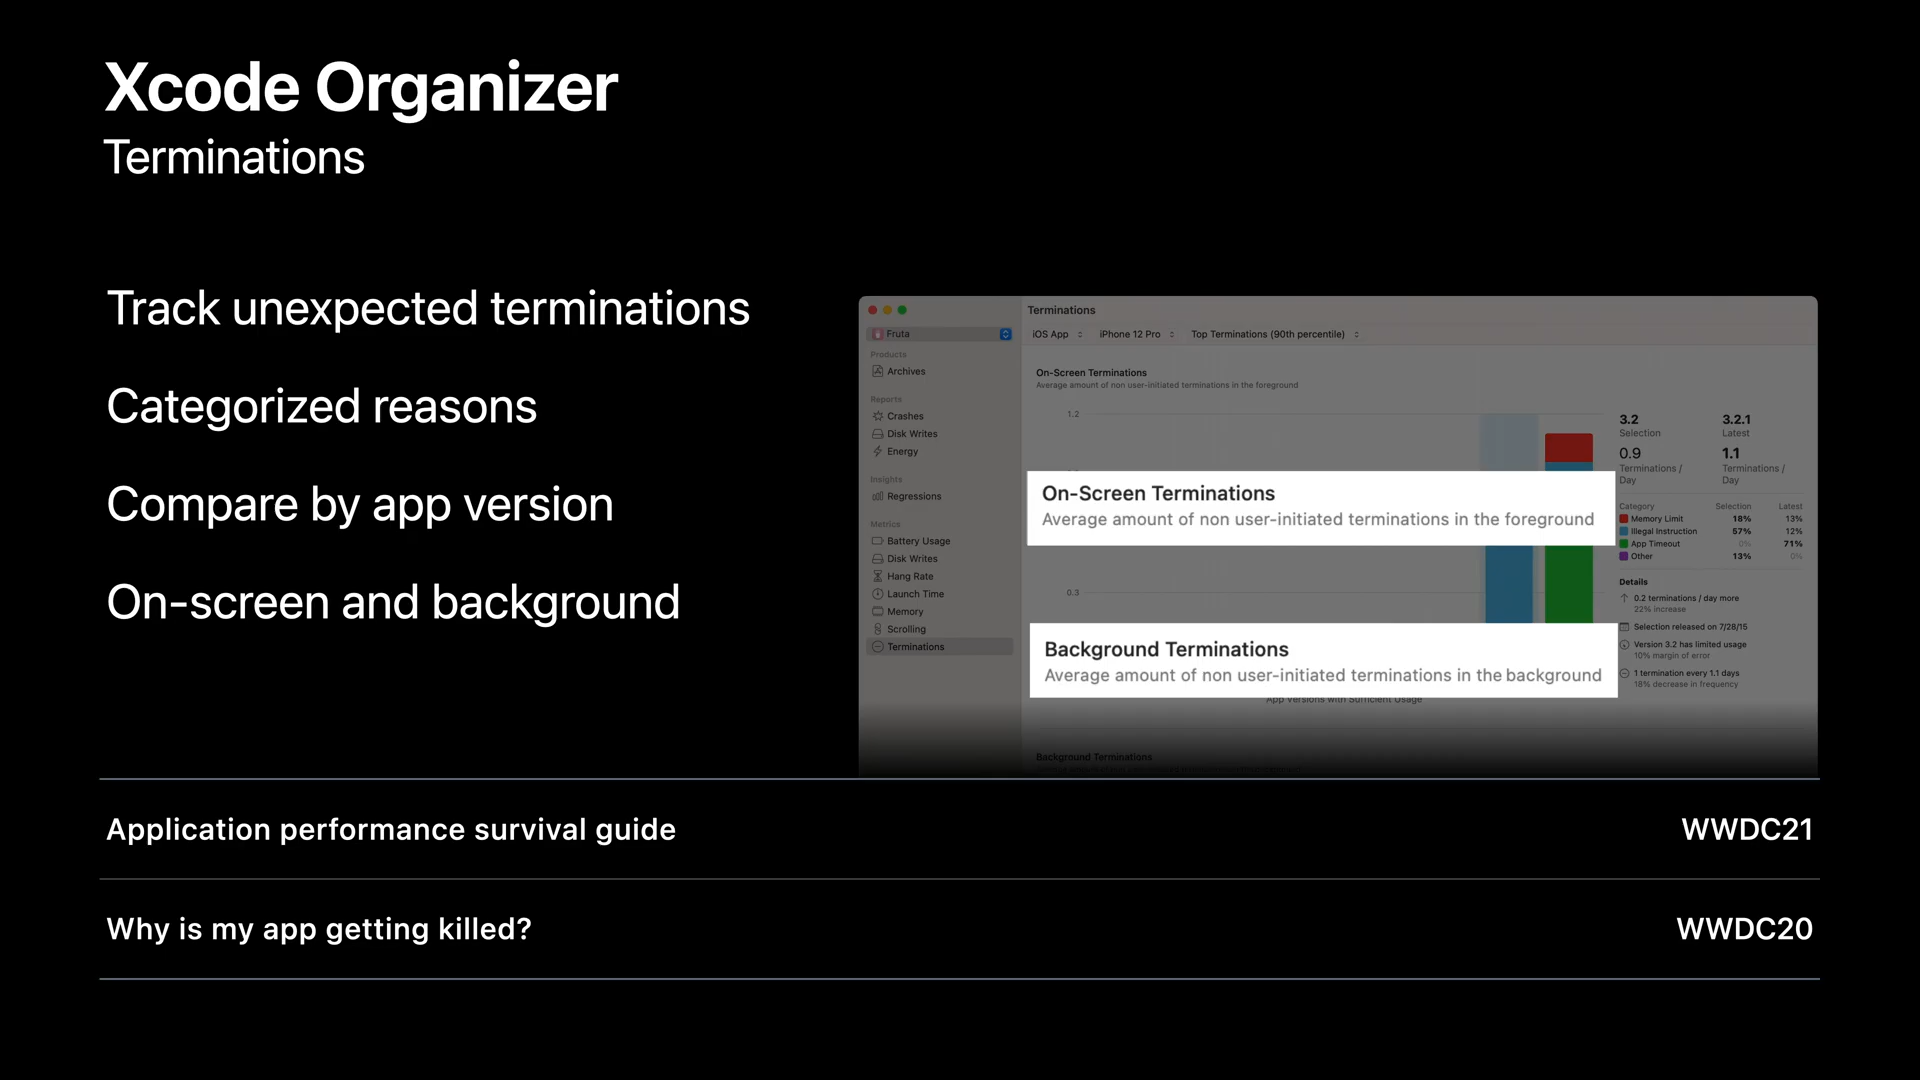 Xcode Organizer
Terminations
Track unexpected terminations
Categorized reasons
Compare by app version
On-screen and background
Terminations
Fruta
iOS App
iPhone 12 Pro
Top Terminations (90th percentile)
Products
Archives
Reports
Crashes
Disk Writes
Energy
Insights
Regressions
Metrics
Battery Usage
Disk Writes
Hang Rate
Launch Time
Memory
Scrolling
Terminations
On-Screen Terminations
Average amount of non user-initiated terminations in the foreground
1.2
0.3
On-Screen Terminations
Average amount of non user-initiated terminations in the foreground
Background Terminations
Average amount of non user-initiated terminations in the background
App Versions with Sufficient Usage
Background Terminations
3.2 3.2.1
Selection Latest
0.9 1.1
Terminations / Terminations /
Day Day
Category Selection Latest
Memory Limit 18% 13%
Illegal Instruction 57% 12%
App Timeout 0% 71%
Other 13% 0%
Details
0.2 terminations / day more
22% increase
Selection released on 7/28/15
Version 3.2 has limited usage
10% margin of error
1 termination every 1.1 days
18% decrease in frequency
Application performance survival guide WWDC21
Why is my app getting killed? WWDC20